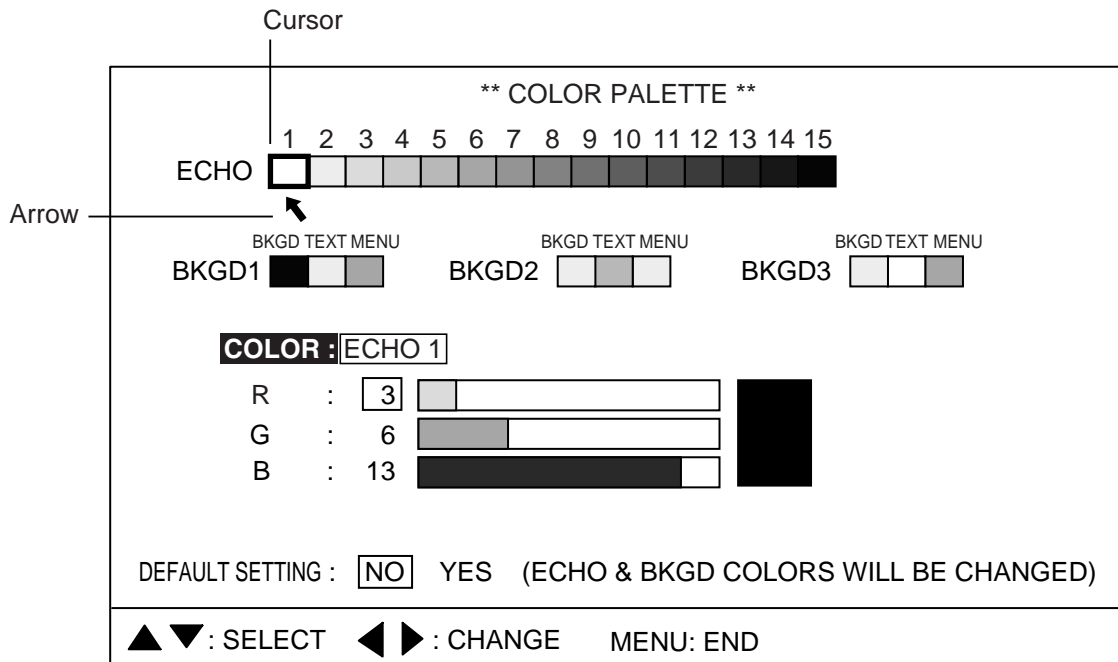 Cursor
** COLOR PALETTE **
1 2 3 4 5 6 7 8 9 10 11 12 13 14 15
ECHO
Arrow
BKGD TEXT MENU BKGD TEXT MENU BKGD TEXT MENU
BKGD1 BKGD2 BKGD3
COLOR : ECHO 1
R : 3
G : 6
B : 13
DEFAULT SETTING : NO YES (ECHO & BKGD COLORS WILL BE CHANGED)
▲ ▼ : SELECT ◀ ▶ : CHANGE MENU: END